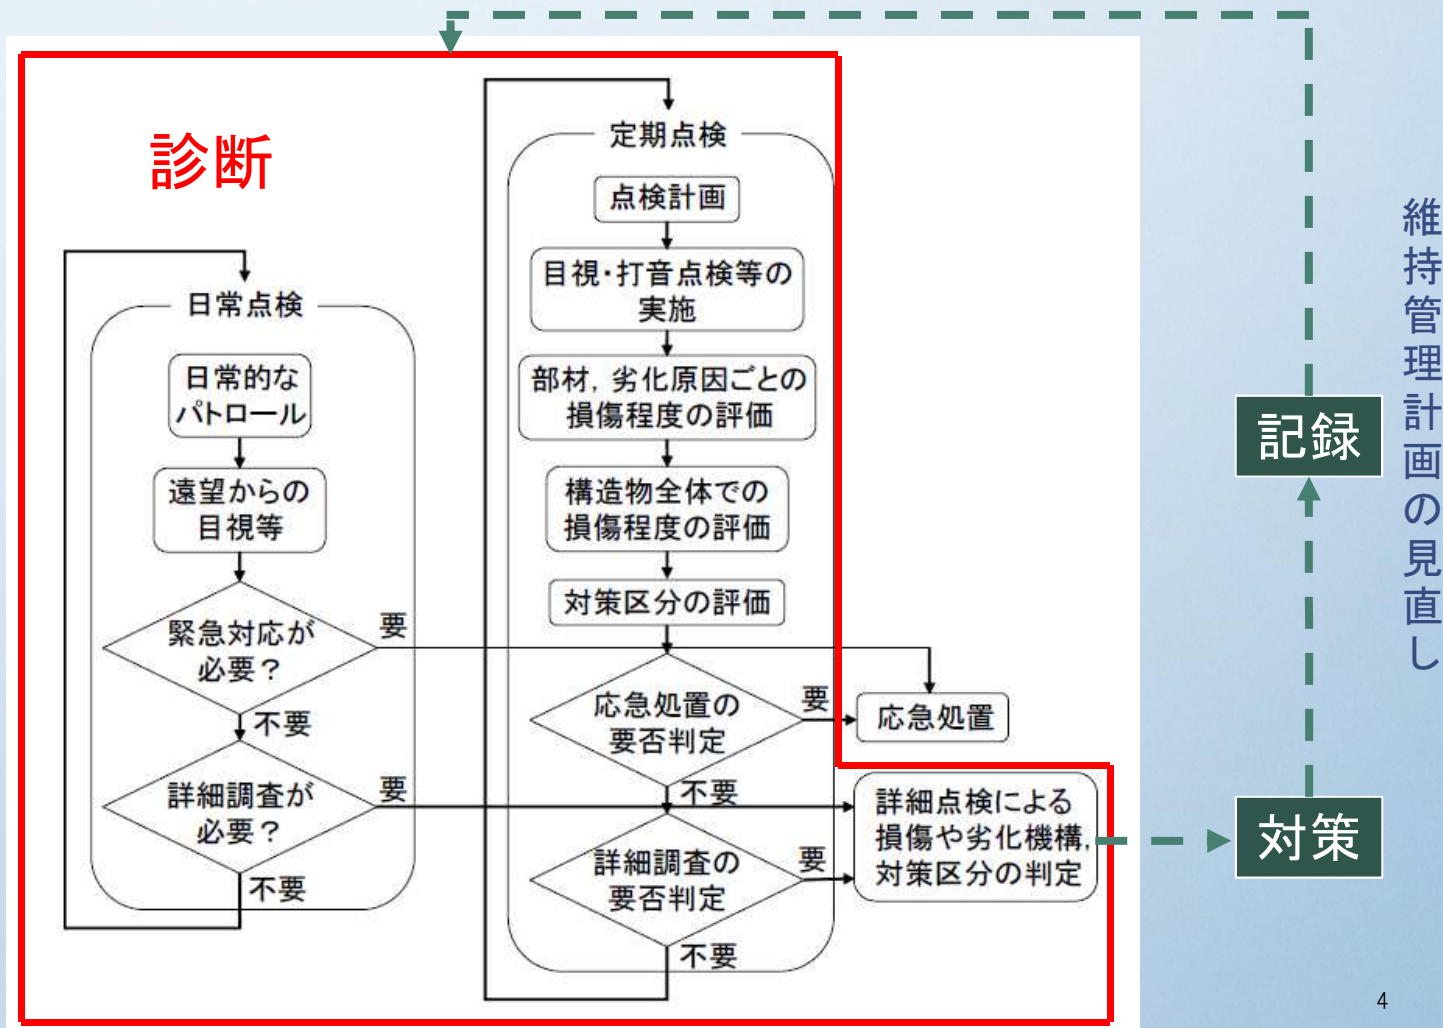 診断
日常点検
日常的な
パトロール
遠望からの
目視等
緊急対応が
必要？
要
不要
詳細調査が
必要？
要
不要
定期点検
点検計画
目視・打音点検等の
実施
部材，劣化原因ごとの
損傷程度の評価
構造物全体での
損傷程度の評価
対策区分の評価
応急処置の
要否判定
要
不要
詳細調査の
要否判定
要
不要
応急処置
詳細点検による
損傷や劣化機構，
対策区分の判定
対策
記録
維持管理計画の見直し
4